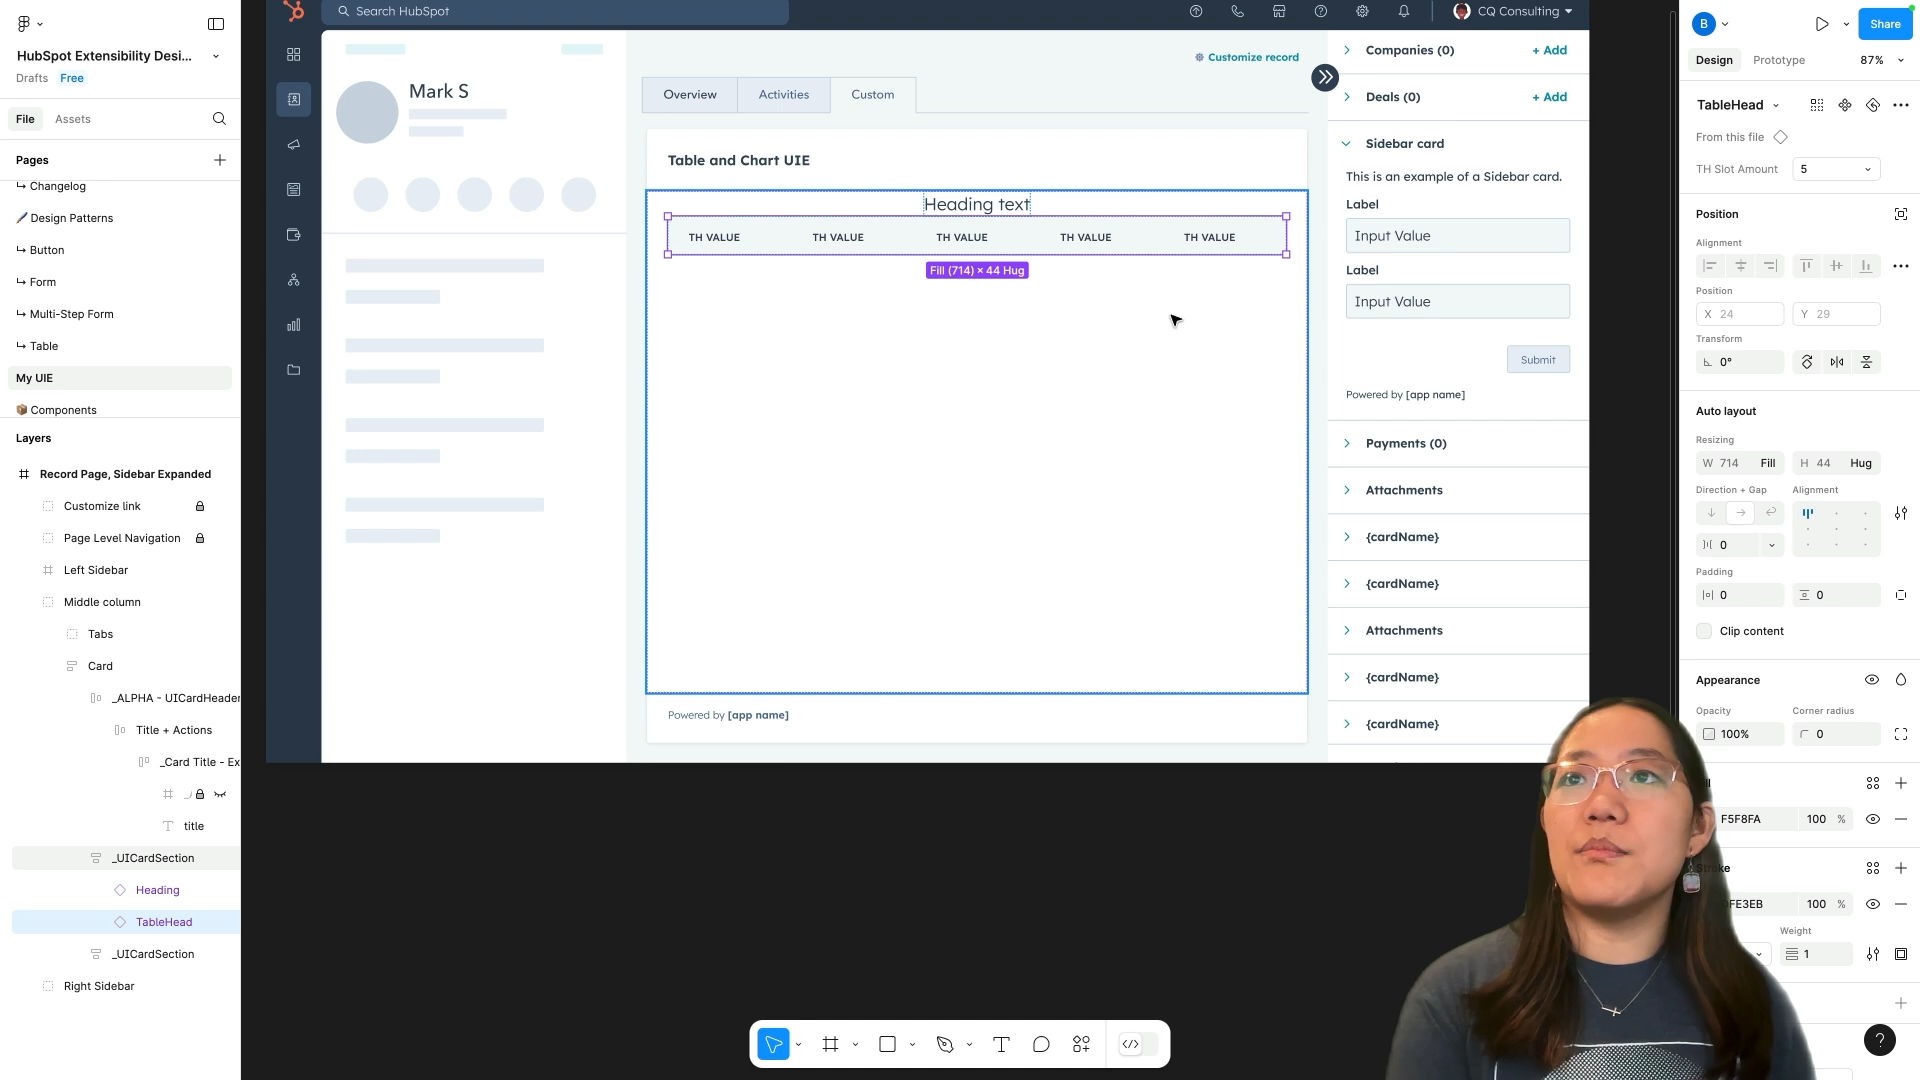 HubSpot Extensibility Desi...
Drafts Free
File Assets
Pages
↳ Changelog
🖌️ Design Patterns
↳ Button
↳ Form
↳ Multi-Step Form
↳ Table
My UIE
📦 Components
Layers
Record Page, Sidebar Expanded
Customize link
Page Level Navigation
Left Sidebar
Middle column
Tabs
Card
_ALPHA - UICardHeader
Title + Actions
_Card Title - Ex
title
_UICardSection
Heading
TableHead
_UICardSection
Right Sidebar
Search HubSpot
CQ Consulting
Mark S
Customize record
Overview Activities Custom
Table and Chart UIE
Heading text
TH VALUE TH VALUE TH VALUE TH VALUE TH VALUE
Fill (714) × 44 Hug
Powered by [app name]
Companies (0) + Add
Deals (0) + Add
Sidebar card
This is an example of a Sidebar card.
Label
Input Value
Label
Input Value
Submit
Powered by [app name]
Payments (0)
Attachments
{cardName}
{cardName}
Attachments
{cardName}
{cardName}
B Share
Design Prototype 87%
TableHead
From this file
TH Slot Amount 5
Position
Alignment
Position
X 24 Y 29
Transform
0°
Auto layout
Resizing
W 714 Fill H 44 Hug
Direction + Gap Alignment
0
Padding
0 0
Clip content
Appearance
Opacity Corner radius
100% 0
F5F8FA 100 %
Stroke
FE3EB 100 %
Weight
1
?